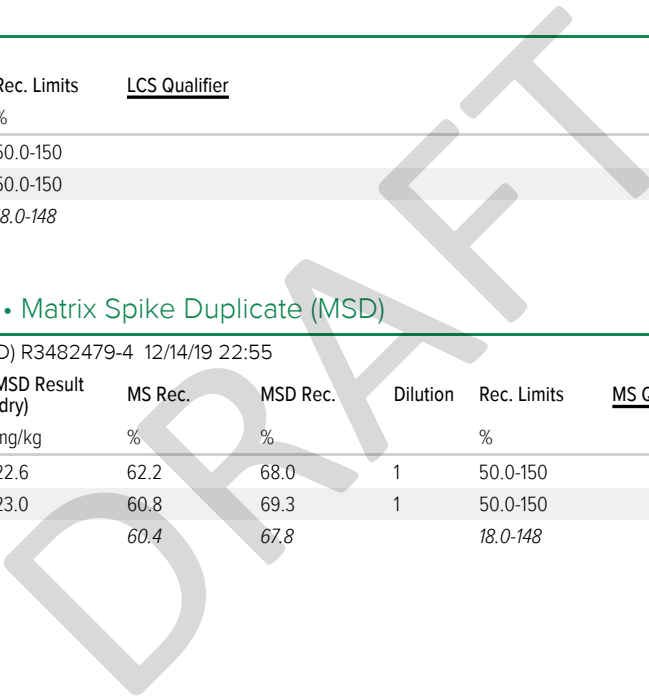 Rec. Limits LCS Qualifier
%
50.0-150
50.0-150
18.0-148
• Matrix Spike Duplicate (MSD)
D) R3482479-4 12/14/19 22:55
MSD Result
(dry) MS Rec. MSD Rec. Dilution Rec. Limits MS Q
mg/kg % % %
22.6 62.2 68.0 1 50.0-150
23.0 60.8 69.3 1 50.0-150
60.4 67.8 18.0-148
DRAFT